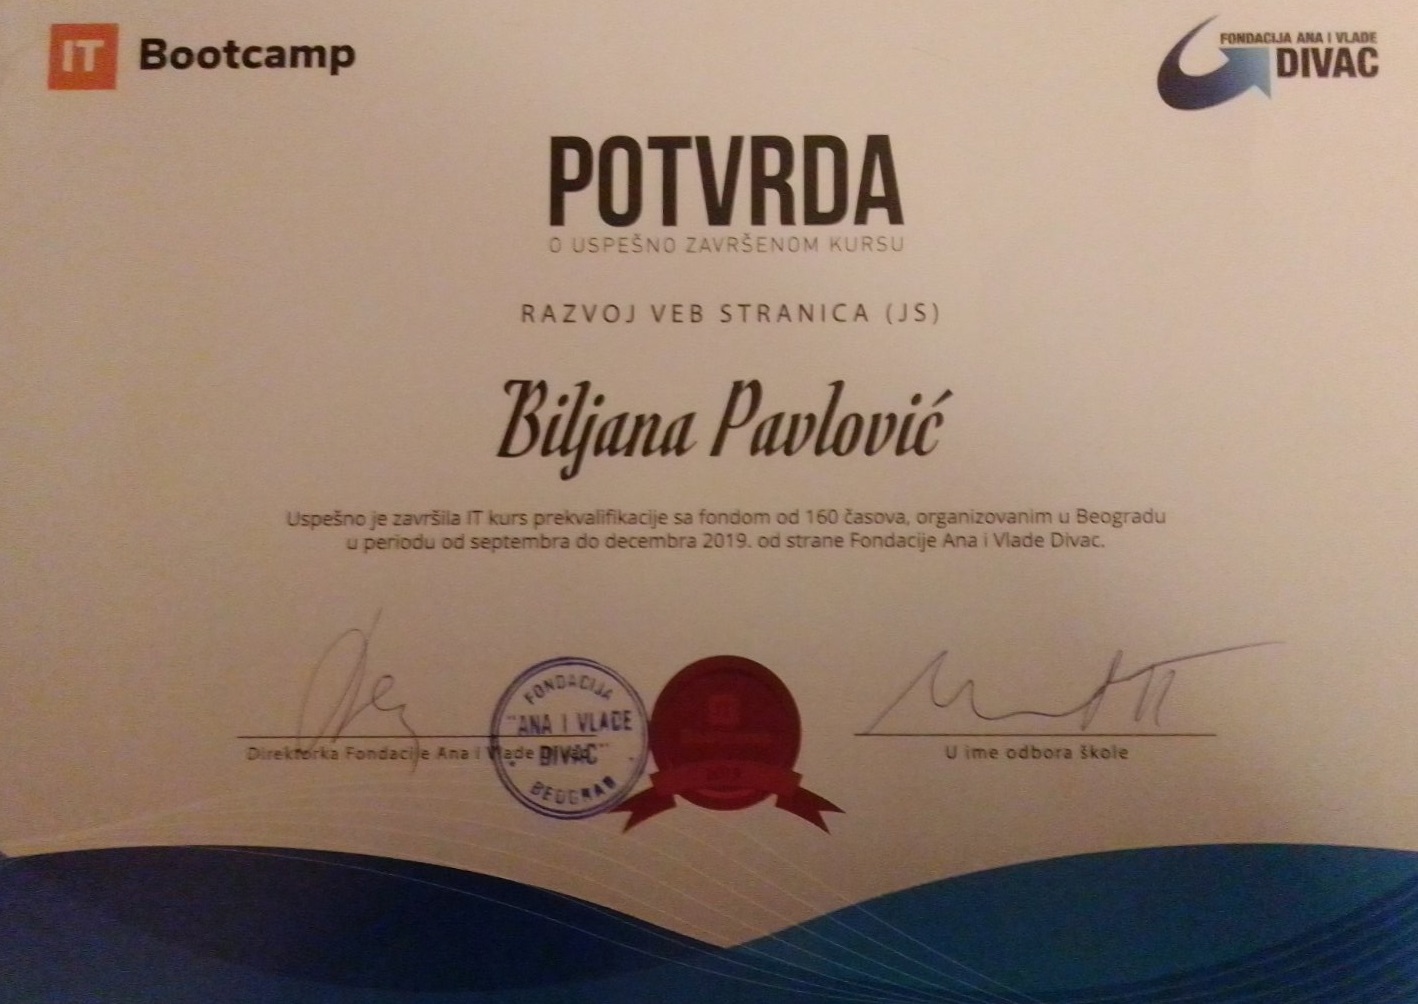 IT Bootcamp
FONDACIJA ANA I VLADE
DIVAC
POTVRDA
O USPEŠNO ZAVRŠENOM KURSU
RAZVOJ VEB STRANICA (JS)
Biljana Pavlović
Uspešno je završila IT kurs prekvalifikacije sa fondom od 160 časova, organizovanim u Beogradu
u periodu od septembra do decembra 2019. od strane Fondacije Ana i Vlade Divac.
Direktorka Fondacije Ana i Vlade
FONDACIJA
"ANA I VLADE
DIVAC"
BEOGRAD
U ime odbora škole